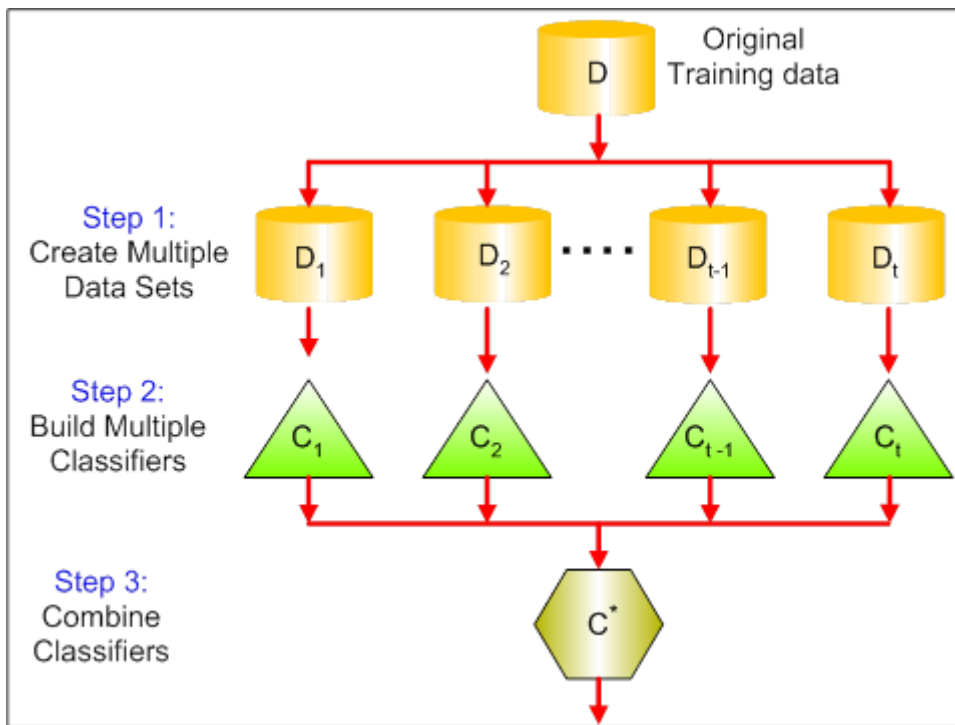 Original
Training data
D
Step 1:
Create Multiple
Data Sets
D₁
D₂
....
Dₜ₋₁
Dₜ
Step 2:
Build Multiple
Classifiers
C₁
C₂
Cₜ₋₁
Cₜ
Step 3:
Combine
Classifiers
C*